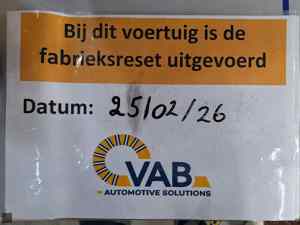 Bij dit voertuig is de
fabrieksreset uitgevoerd
Datum: 25/02/26
VAB
AUTOMOTIVE SOLUTIONS